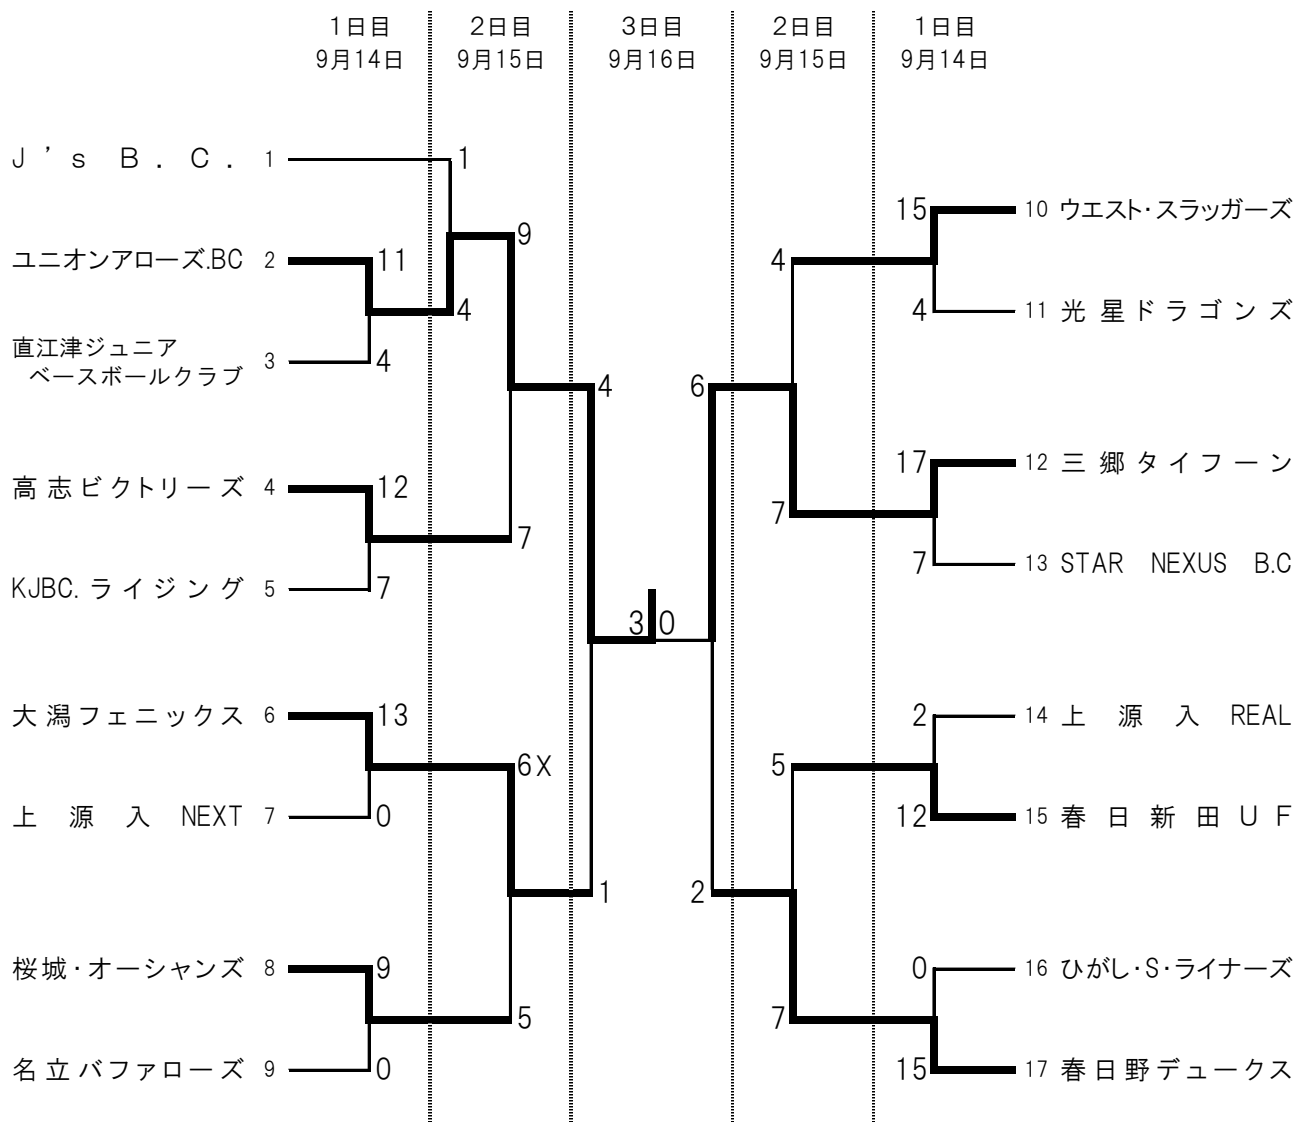 1日目 2日目 3日目 2日目 1日目
9月14日 9月15日 9月16日 9月15日 9月14日
J's B.C. 1 1
15 10 ウエスト・スラッガーズ
9
ユニオンアローズ.BC 2 11 4
4 4 11 光星ドラゴンズ
直江津ジュニア
ベースボールクラブ 3 4
4 6
17 12 三郷タイフーン
高志ビクトリーズ 4 12
7 7
7 13 STAR NEXUS B.C
KJBC.ライジング 5 7
3 0
大潟フェニックス 6 13 2 14 上源入 REAL
6X 5
上源入 NEXT 7 0 12 15 春日新田UF
1 2
桜城・オーシャンズ 8 9 0 16 ひがし・S・ライナーズ
5 7
名立バファローズ 9 0 15 17 春日野デュークス